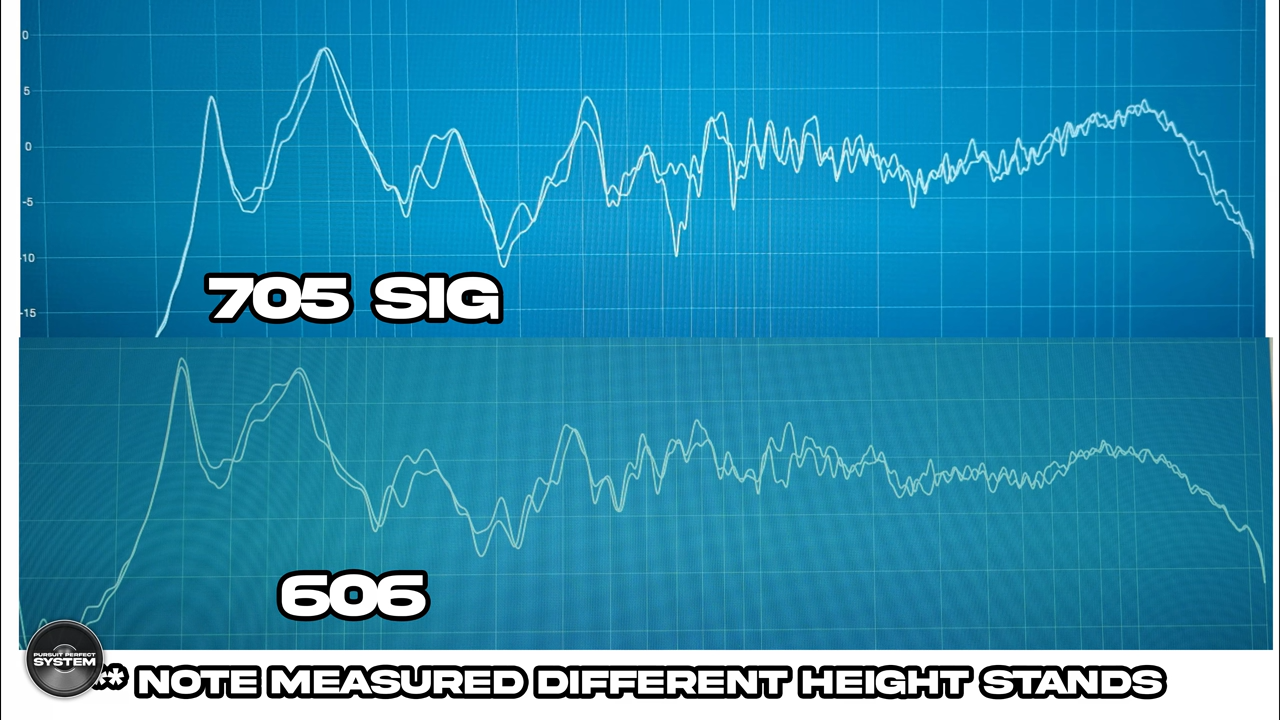 0
5
0
-5
-10
-15
705 SIG
606
PURSUIT PERFECT
SYSTEM
** NOTE MEASURED DIFFERENT HEIGHT STANDS